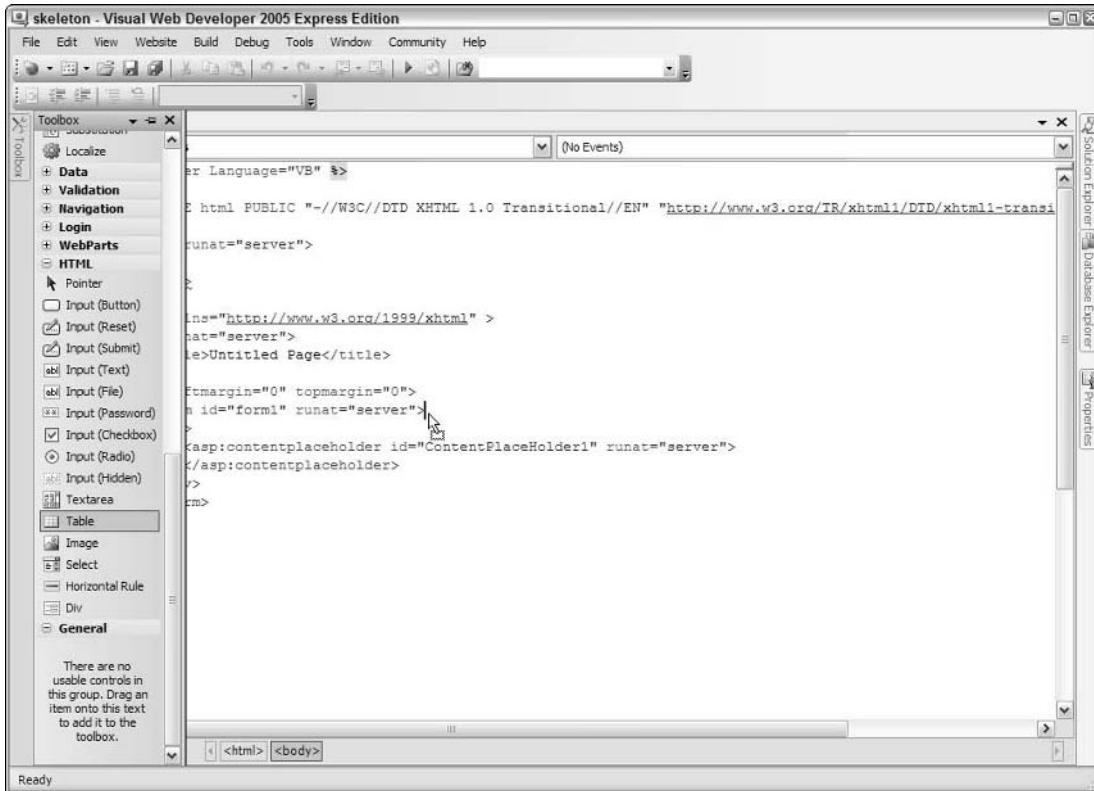 skeleton - Visual Web Developer 2005 Express Edition
File Edit View Website Build Debug Tools Window Community Help
Toolbox
Toolbox
Localize
Data
Validation
Navigation
Login
WebParts
HTML
Pointer
Input (Button)
Input (Reset)
Input (Submit)
Input (Text)
Input (File)
Input (Password)
Input (Checkbox)
Input (Radio)
Input (Hidden)
Textarea
Table
Image
Select
Horizontal Rule
Div
General
There are no
usable controls in
this group. Drag an
item onto this text
to add it to the
toolbox.
(No Events)
er Language="VB" %>
E html PUBLIC "-//W3C//DTD XHTML 1.0 Transitional//EN" "http://www.w3.org/TR/xhtml1/DTD/xhtml1-transi
runat="server">
lns="http://www.w3.org/1999/xhtml" >
nat="server">
le>Untitled Page</title>
ftmargin="0" topmargin="0">
m id="form1" runat="server">
>
<asp:contentplaceholder id="ContentPlaceHolder1" runat="server">
</asp:contentplaceholder>
v>
rm>
<html> <body>
Solution Explorer
Database Explorer
Properties
Ready